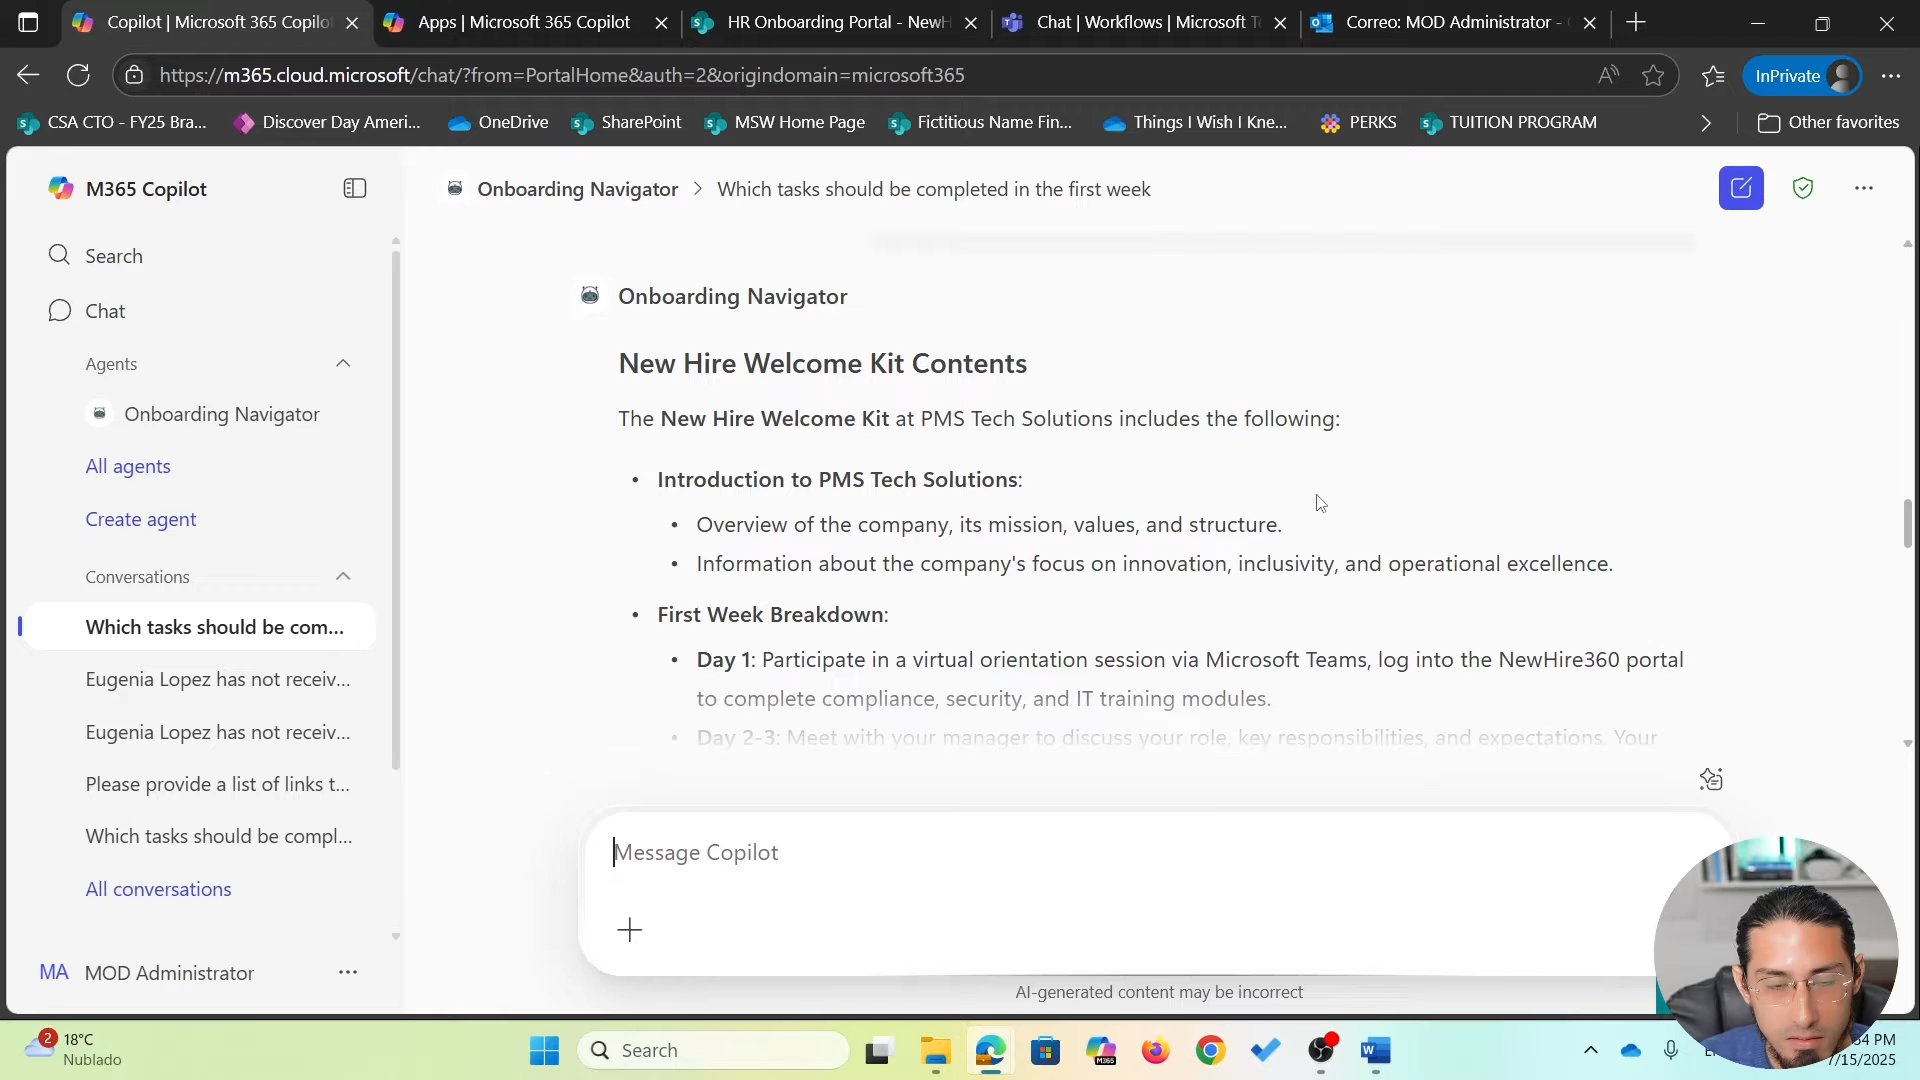 Copilot | Microsoft 365 Copilot
Apps | Microsoft 365 Copilot
HR Onboarding Portal - NewH
Chat | Workflows | Microsoft Te
Correo: MOD Administrator -
https://m365.cloud.microsoft/chat/?from=PortalHome&auth=2&origindomain=microsoft365
InPrivate
CSA CTO - FY25 Bra...
Discover Day Ameri...
OneDrive
SharePoint
MSW Home Page
Fictitious Name Fin...
Things I Wish I Kne...
PERKS
TUITION PROGRAM
Other favorites
M365 Copilot
Search
Chat
Agents
Onboarding Navigator
All agents
Create agent
Conversations
Which tasks should be com...
Eugenia Lopez has not receiv...
Eugenia Lopez has not receiv...
Please provide a list of links t...
Which tasks should be compl...
All conversations
MA MOD Administrator
Onboarding Navigator > Which tasks should be completed in the first week
Onboarding Navigator
New Hire Welcome Kit Contents
The New Hire Welcome Kit at PMS Tech Solutions includes the following:
• Introduction to PMS Tech Solutions:
• Overview of the company, its mission, values, and structure.
• Information about the company's focus on innovation, inclusivity, and operational excellence.
• First Week Breakdown:
• Day 1: Participate in a virtual orientation session via Microsoft Teams, log into the NewHire360 portal
to complete compliance, security, and IT training modules.
• Day 2-3: Meet with your manager to discuss your role, key responsibilities, and expectations. Your
Message Copilot
AI-generated content may be incorrect
2
18°C
Nublado
Search
M365
54 PM
7/15/2025